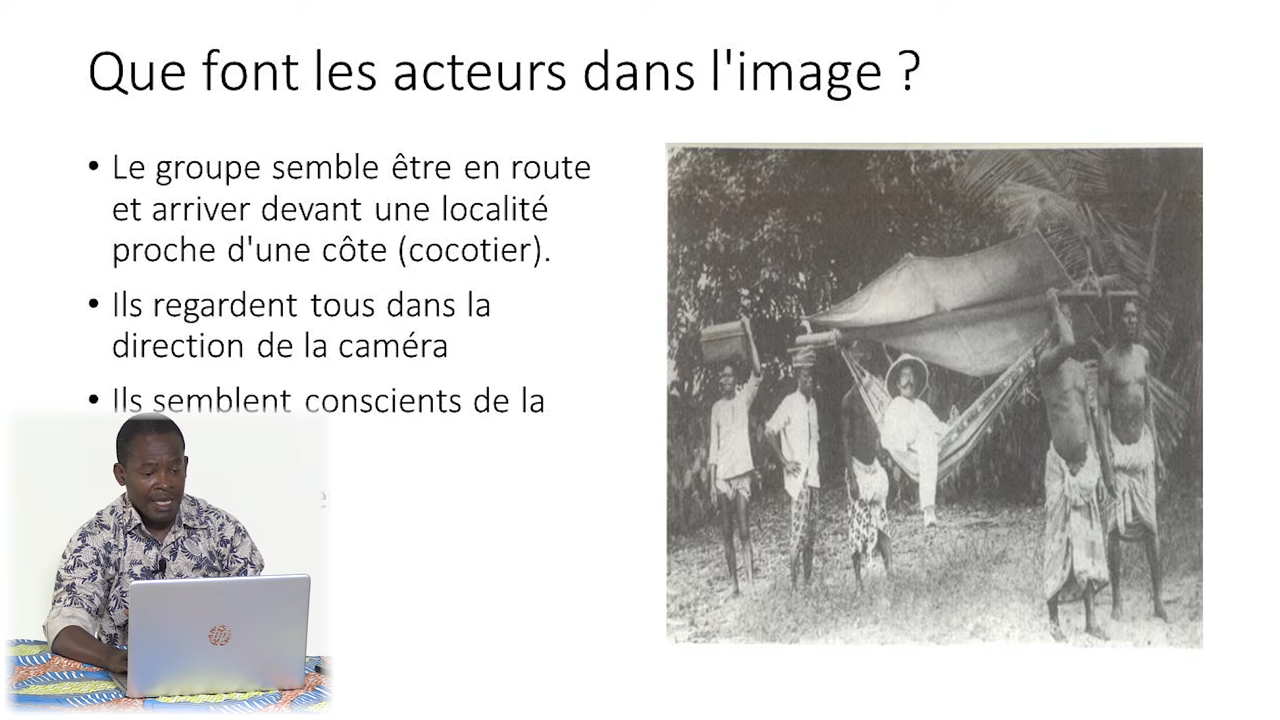 Que font les acteurs dans l'image ?
• Le groupe semble être en route
et arriver devant une localité
proche d'une côte (cocotier).
• Ils regardent tous dans la
direction de la caméra
• Ils semblent conscients de la
hp